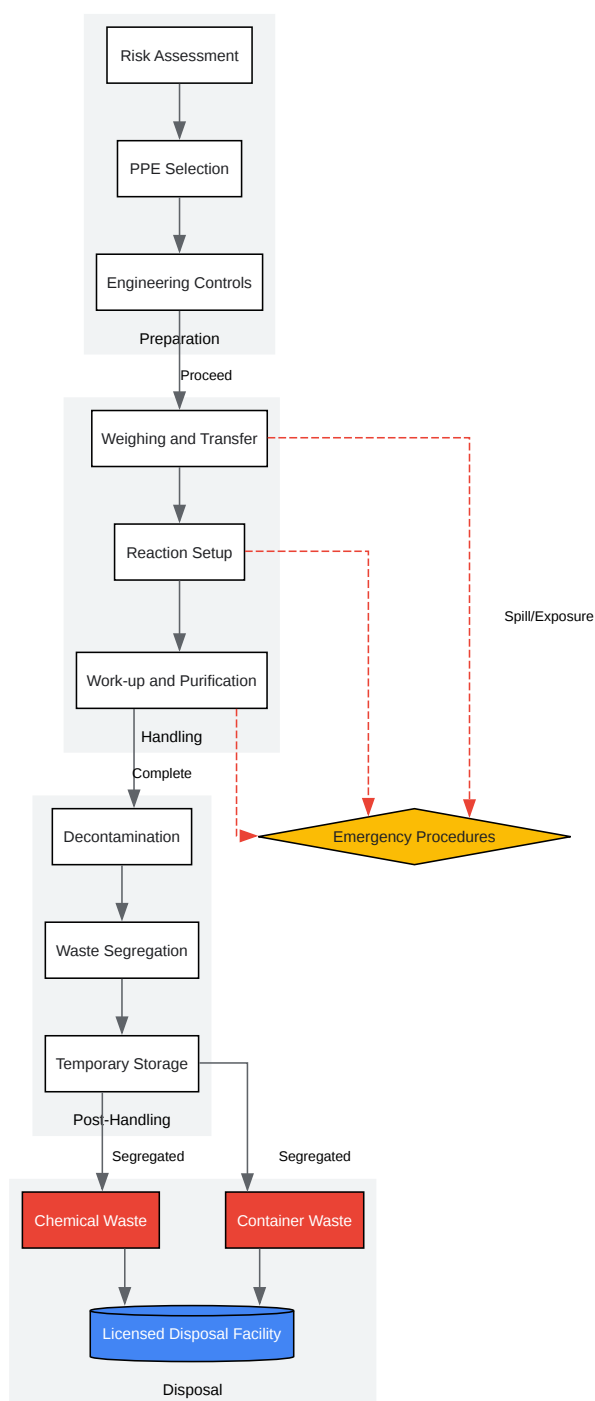 Risk Assessment
PPE Selection
Engineering Controls
Preparation
Proceed
Weighing and Transfer
Reaction Setup
Spill/Exposure
Work-up and Purification
Handling
Complete
Decontamination
Emergency Procedures
Waste Segregation
Temporary Storage
Post-Handling
Segregated
Segregated
Chemical Waste
Container Waste
Licensed Disposal Facility
Disposal